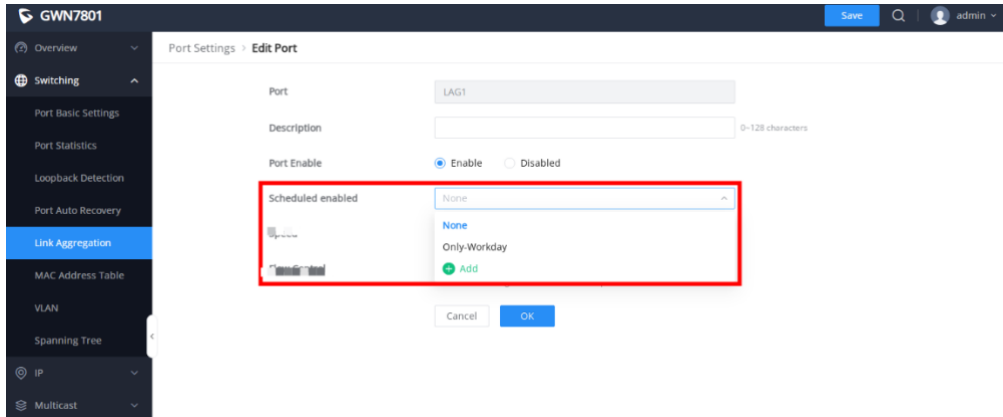 GWN7801
Save
admin
Overview
Port Settings > Edit Port
Switching
Port LAG1
Port Basic Settings
Description 0~128 characters
Port Statistics
Port Enable Enable Disabled
Loopback Detection
Scheduled enabled None
Port Auto Recovery
None
Link Aggregation
Only-Workday
Add
MAC Address Table
VLAN
Cancel OK
Spanning Tree
IP
Multicast